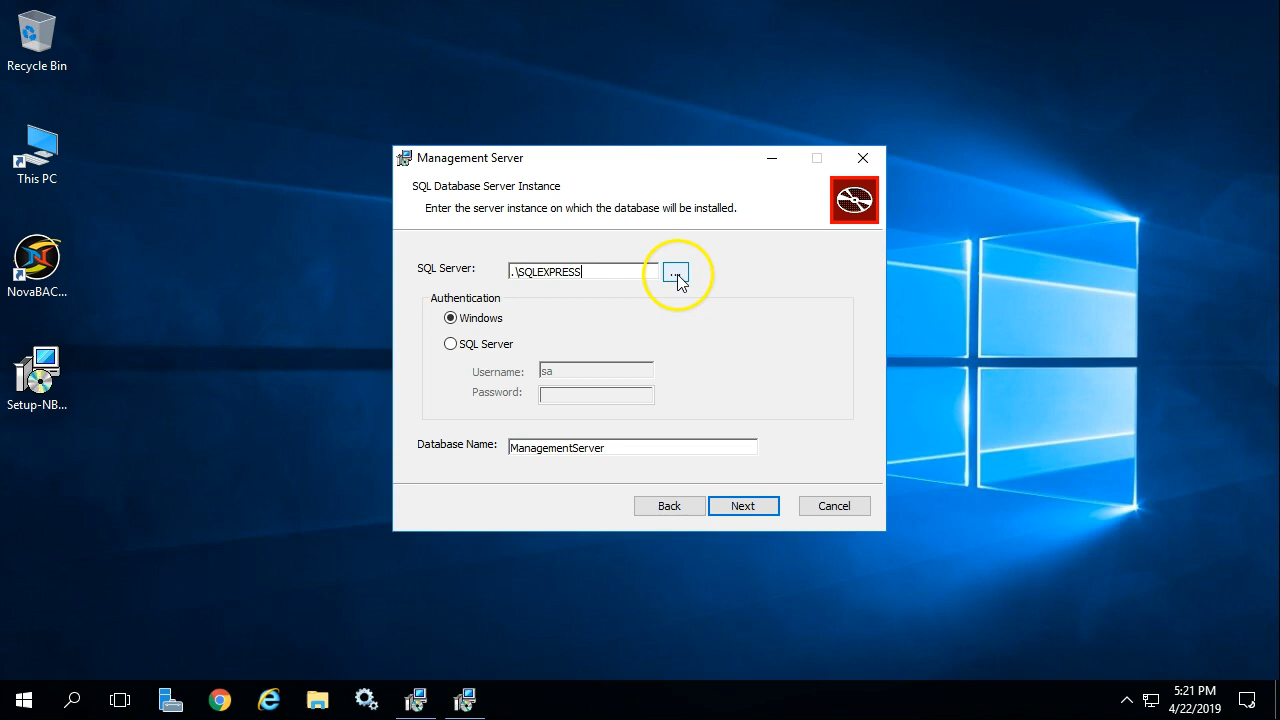 Recycle Bin
This PC
NovaBAC...
Setup-NB...
Management Server
SQL Database Server Instance
Enter the server instance on which the database will be installed.
SQL Server:
.\SQLEXPRESS
...
Authentication
Windows
SQL Server
Username:
sa
Password:
Database Name:
ManagementServer
Back
Next
Cancel
5:21 PM
4/22/2019